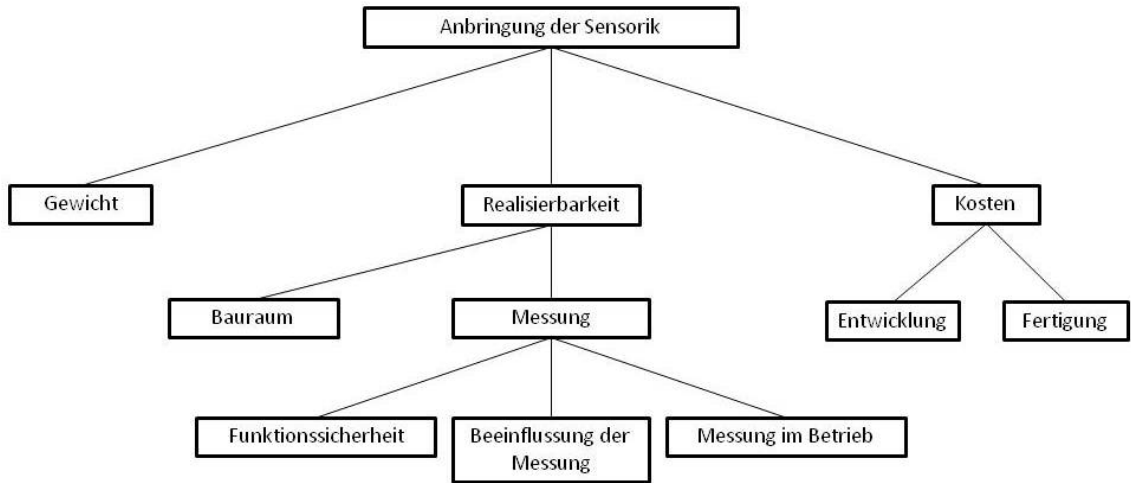 Anbringung der Sensorik
Gewicht
Realisierbarkeit
Kosten
Bauraum
Messung
Entwicklung
Fertigung
Funktionssicherheit
Beeinflussung der
Messung
Messung im Betrieb